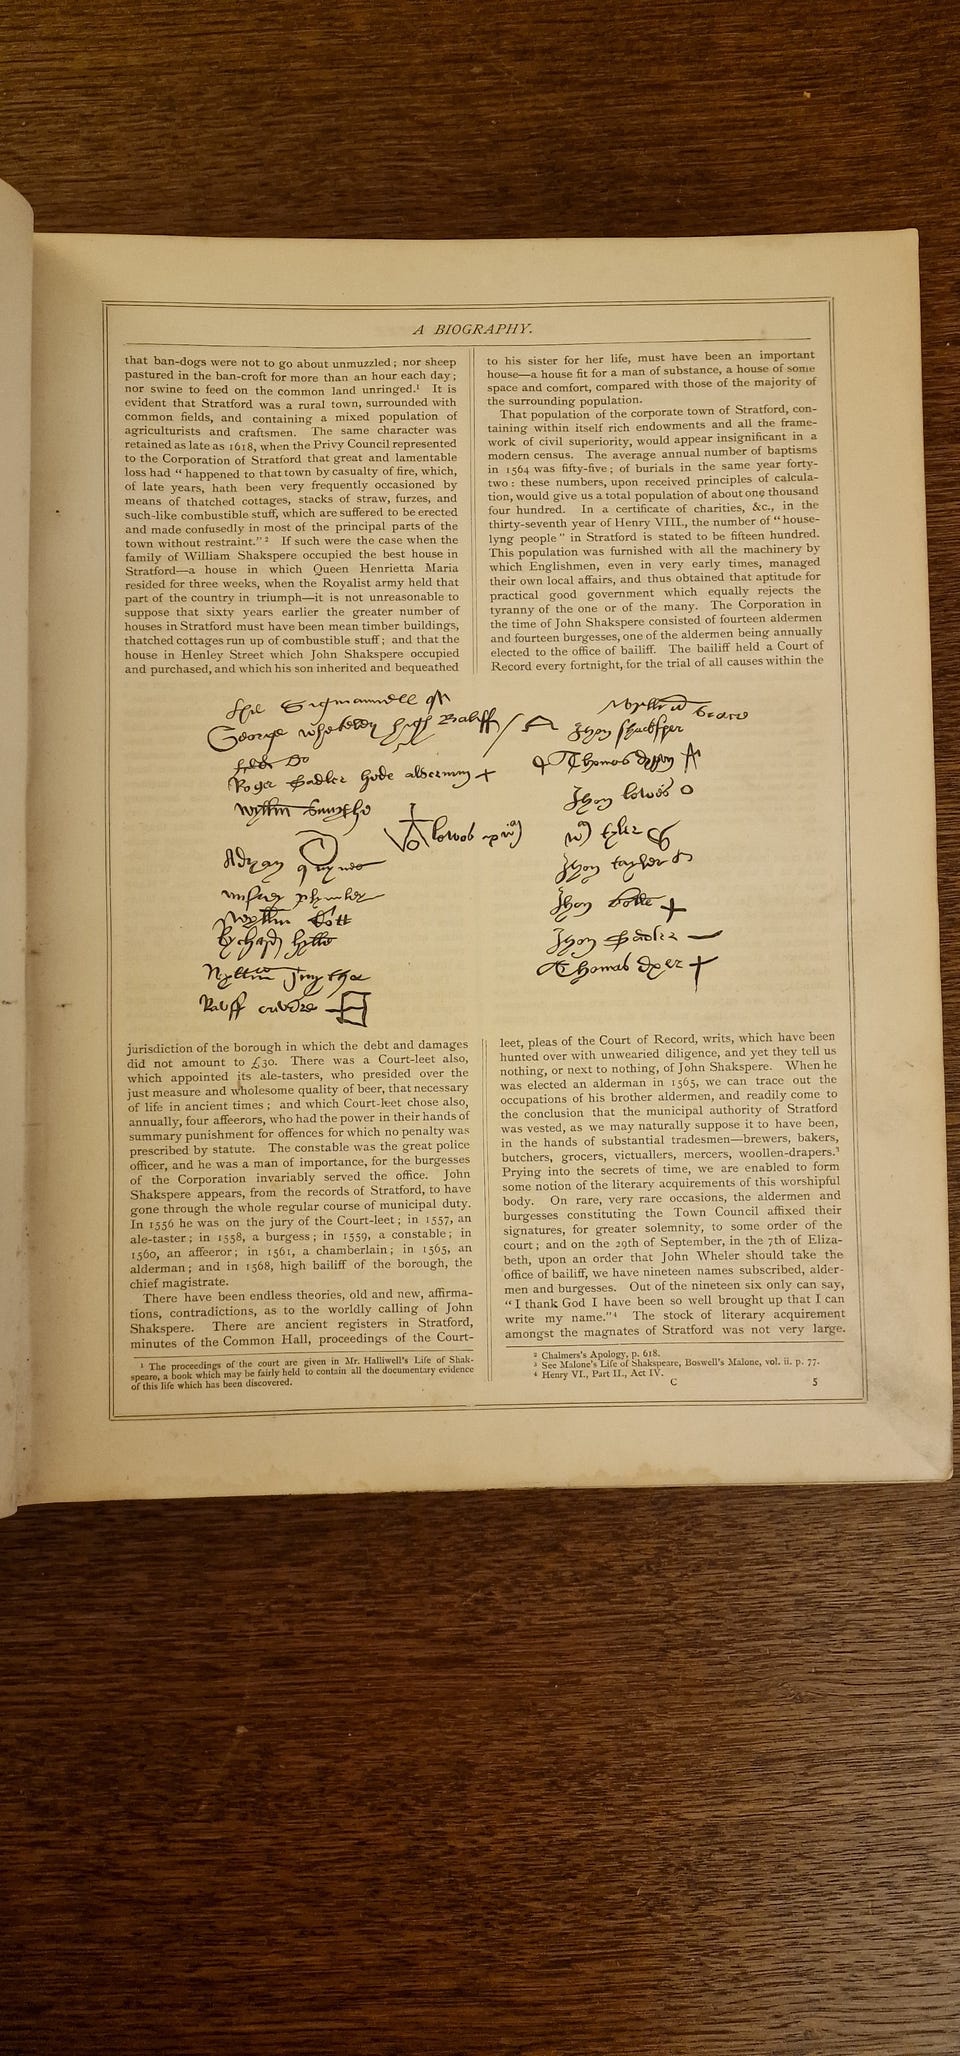 A BIOGRAPHY.
that ban-dogs were not to go about unmuzzled; nor sheep
pastured in the ban-croft for more than an hour each day;
nor swine to feed on the common land unringed.¹ It is
evident that Stratford was a rural town, surrounded with
common fields, and containing a mixed population of
agriculturists and craftsmen. The same character was
retained as late as 1618, when the Privy Council represented
to the Corporation of Stratford that great and lamentable
loss had “ happened to that town by casualty of fire, which,
of late years, hath been very frequently occasioned by
means of thatched cottages, stacks of straw, furzes, and
such-like combustible stuff, which are suffered to be erected
and made confusedly in most of the principal parts of the
town without restraint.” ² If such were the case when the
family of William Shakspere occupied the best house in
Stratford—a house in which Queen Henrietta Maria
resided for three weeks, when the Royalist army held that
part of the country in triumph—it is not unreasonable to
suppose that sixty years earlier the greater number of
houses in Stratford must have been mean timber buildings,
thatched cottages run up of combustible stuff; and that the
house in Henley Street which John Shakspere occupied
and purchased, and which his son inherited and bequeathed
to his sister for her life, must have been an important
house—a house fit for a man of substance, a house of some
space and comfort, compared with those of the majority of
the surrounding population.
That population of the corporate town of Stratford, con-
taining within itself rich endowments and all the frame-
work of civil superiority, would appear insignificant in a
modern census. The average annual number of baptisms
in 1564 was fifty-five; of burials in the same year forty-
two: these numbers, upon received principles of calcula-
tion, would give us a total population of about one thousand
four hundred. In a certificate of charities, &c., in the
thirty-seventh year of Henry VIII., the number of “house-
lyng people” in Stratford is stated to be fifteen hundred.
This population was furnished with all the machinery by
which Englishmen, even in very early times, managed
their own local affairs, and thus obtained that aptitude for
practical good government which equally rejects the
tyranny of the one or of the many. The Corporation in
the time of John Shakspere consisted of fourteen aldermen
and fourteen burgesses, one of the aldermen being annually
elected to the office of bailiff. The bailiff held a Court of
Record every fortnight, for the trial of all causes within the
George whateley high Balyff
Roger Sadler hede alderman
wyllm smythe
Adryan quyney
Wyllm
Rychard hylle
Wyllm smythe
Raff cawdre
lowes
Wyllm brace
Jhon shacksper
Thomas dyxun
Jhon lowes
tyler
Jhon tayler
Jhon
Jhon Sadler
Thomas dyer
jurisdiction of the borough in which the debt and damages
did not amount to £30. There was a Court-leet also,
which appointed its ale-tasters, who presided over the
just measure and wholesome quality of beer, that necessary
of life in ancient times; and which Court-leet chose also,
annually, four affeerors, who had the power in their hands of
summary punishment for offences for which no penalty was
prescribed by statute. The constable was the great police
officer, and he was a man of importance, for the burgesses
of the Corporation invariably served the office. John
Shakspere appears, from the records of Stratford, to have
gone through the whole regular course of municipal duty.
In 1556 he was on the jury of the Court-leet; in 1557, an
ale-taster; in 1558, a burgess; in 1559, a constable; in
1560, an affeeror; in 1561, a chamberlain; in 1565, an
alderman; and in 1568, high bailiff of the borough, the
chief magistrate.
There have been endless theories, old and new, affirma-
tions, contradictions, as to the worldly calling of John
Shakspere. There are ancient registers in Stratford,
minutes of the Common Hall, proceedings of the Court-
¹ The proceedings of the court are given in Mr. Halliwell's Life of Shak-
speare, a book which may be fairly held to contain all the documentary evidence
of this life which has been discovered.
leet, pleas of the Court of Record, writs, which have been
hunted over with unwearied diligence, and yet they tell us
nothing, or next to nothing, of John Shakspere. When he
was elected an alderman in 1565, we can trace out the
occupations of his brother aldermen, and readily come to
the conclusion that the municipal authority of Stratford
was vested, as we may naturally suppose it to have been,
in the hands of substantial tradesmen—brewers, bakers,
butchers, grocers, victuallers, mercers, woollen-drapers.³
Prying into the secrets of time, we are enabled to form
some notion of the literary acquirements of this worshipful
body. On rare, very rare occasions, the aldermen and
burgesses constituting the Town Council affixed their
signatures, for greater solemnity, to some order of the
court; and on the 29th of September, in the 7th of Eliza-
beth, upon an order that John Wheler should take the
office of bailiff, we have nineteen names subscribed, alder-
men and burgesses. Out of the nineteen six only can say,
“I thank God I have been so well brought up that I can
write my name.”⁴ The stock of literary acquirement
amongst the magnates of Stratford was not very large.
² Chalmers's Apology, p. 618.
³ See Malone's Life of Shakspeare, Boswell's Malone, vol. ii. p. 77.
⁴ Henry VI., Part II., Act IV.
C 5